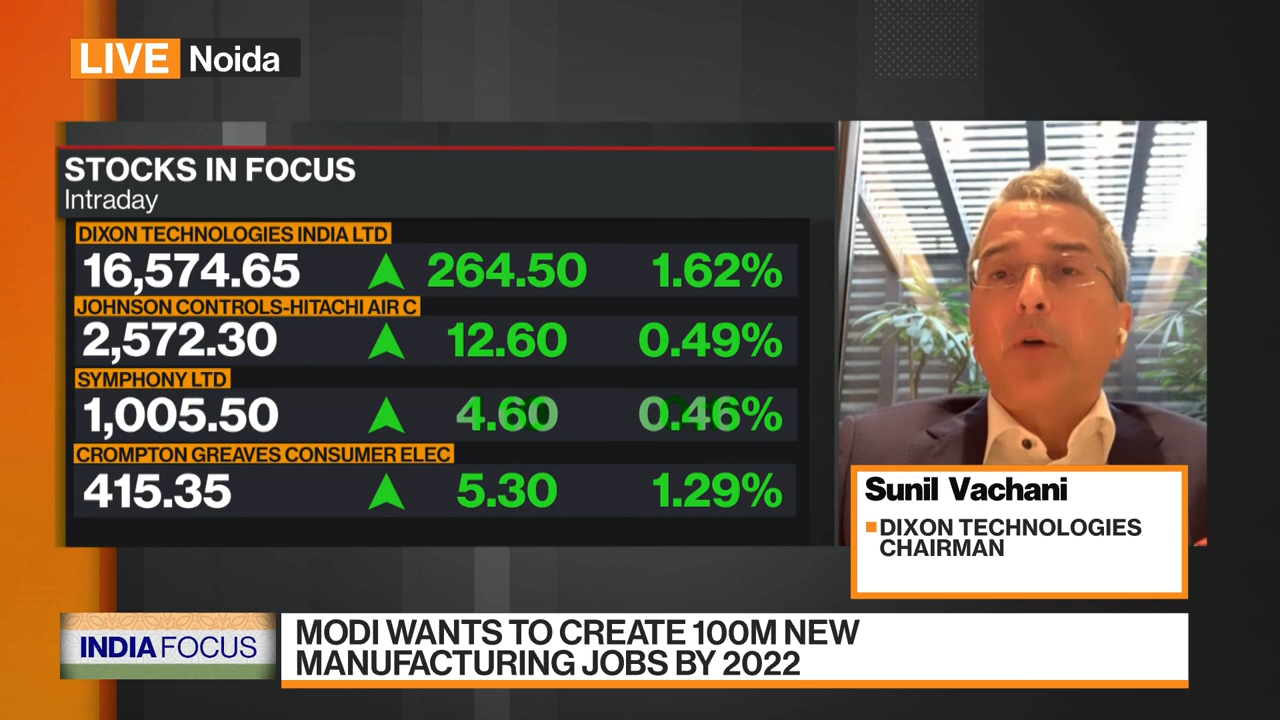 LIVE Noida
STOCKS IN FOCUS
Intraday
DIXON TECHNOLOGIES INDIA LTD
16,574.65 264.50 1.62%
JOHNSON CONTROLS-HITACHI AIR C
2,572.30 12.60 0.49%
SYMPHONY LTD
1,005.50 4.60 0.46%
CROMPTON GREAVES CONSUMER ELEC
415.35 5.30 1.29%
Sunil Vachani
DIXON TECHNOLOGIES
CHAIRMAN
INDIA FOCUS
MODI WANTS TO CREATE 100M NEW
MANUFACTURING JOBS BY 2022